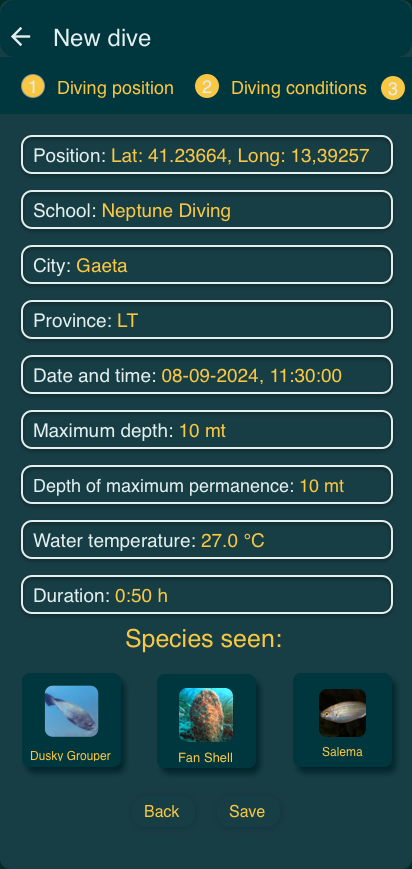 New dive
1 Diving position 2 Diving conditions 3
Position: Lat: 41.23664, Long: 13,39257
School: Neptune Diving
City: Gaeta
Province: LT
Date and time: 08-09-2024, 11:30:00
Maximum depth: 10 mt
Depth of maximum permanence: 10 mt
Water temperature: 27.0 °C
Duration: 0:50 h
Species seen:
Dusky Grouper Fan Shell Salema
Back Save